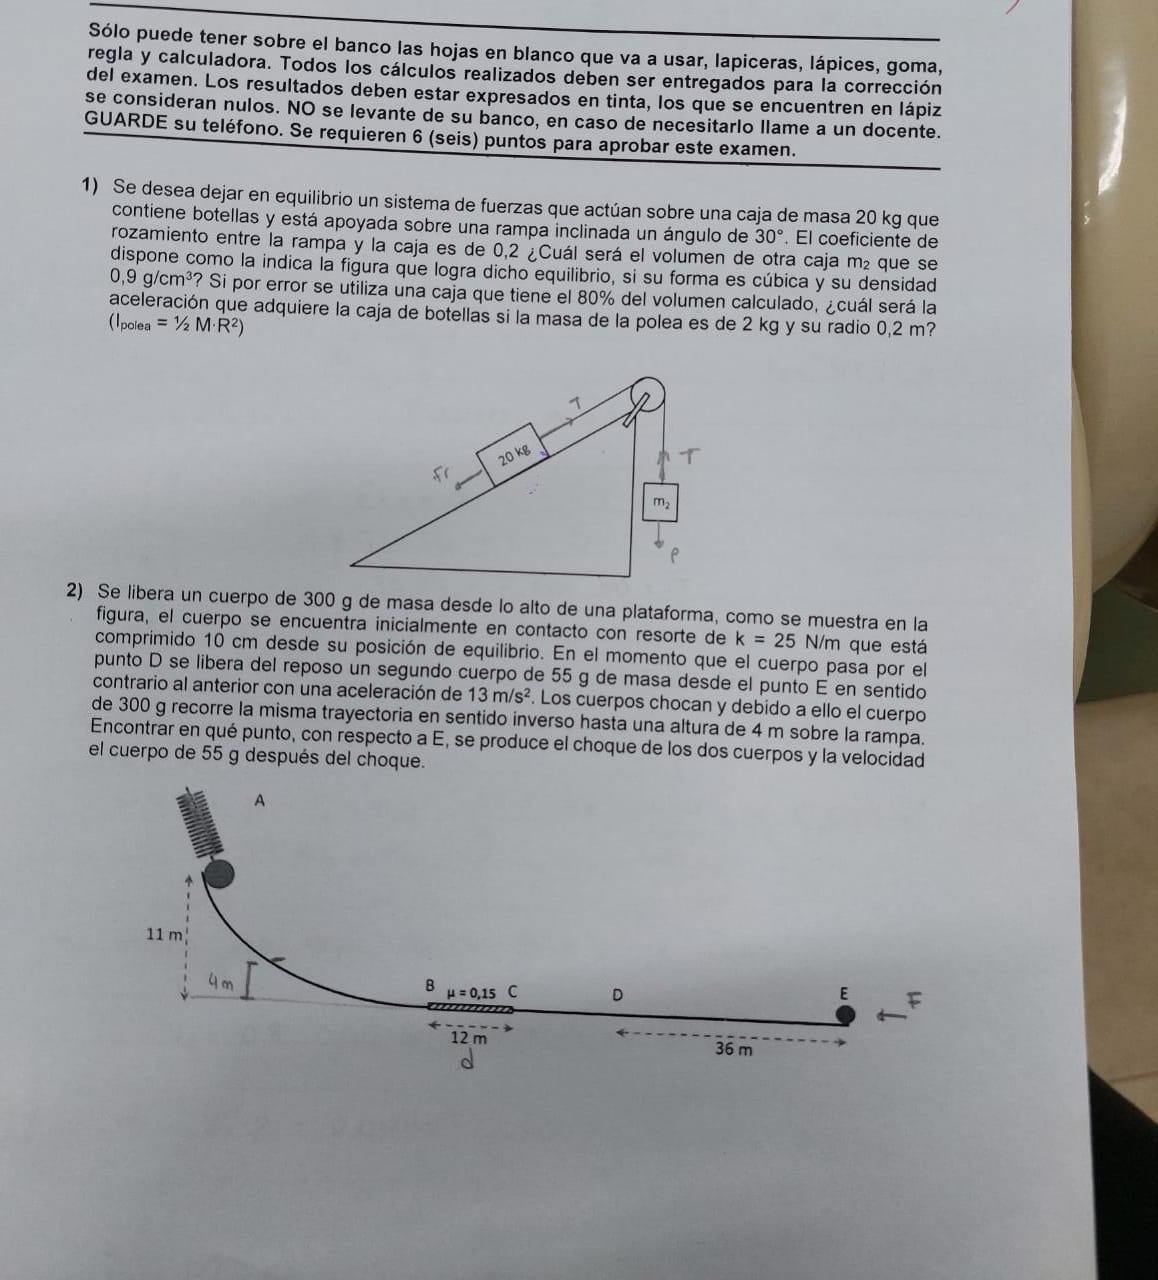 Sólo puede tener sobre el banco las hojas en blanco que va a usar, lapiceras, lápices, goma,
regla y calculadora. Todos los cálculos realizados deben ser entregados para la corrección
del examen. Los resultados deben estar expresados en tinta, los que se encuentren en lápiz
se consideran nulos. NO se levante de su banco, en caso de necesitarlo llame a un docente.
GUARDE su teléfono. Se requieren 6 (seis) puntos para aprobar este examen.
1) Se desea dejar en equilibrio un sistema de fuerzas que actúan sobre una caja de masa 20 kg que
contiene botellas y está apoyada sobre una rampa inclinada un ángulo de 30°. El coeficiente de
rozamiento entre la rampa y la caja es de 0,2 ¿Cuál será el volumen de otra caja m₂ que se
dispone como la indica la figura que logra dicho equilibrio, si su forma es cúbica y su densidad
0,9 g/cm³? Si por error se utiliza una caja que tiene el 80% del volumen calculado, ¿cuál será la
aceleración que adquiere la caja de botellas si la masa de la polea es de 2 kg y su radio 0,2 m?
(Ipolea = ½ M·R²)
T
Fr
20 kg
T
m₂
P
2) Se libera un cuerpo de 300 g de masa desde lo alto de una plataforma, como se muestra en la
figura, el cuerpo se encuentra inicialmente en contacto con resorte de k = 25 N/m que está
comprimido 10 cm desde su posición de equilibrio. En el momento que el cuerpo pasa por el
punto D se libera del reposo un segundo cuerpo de 55 g de masa desde el punto E en sentido
contrario al anterior con una aceleración de 13 m/s². Los cuerpos chocan y debido a ello el cuerpo
de 300 g recorre la misma trayectoria en sentido inverso hasta una altura de 4 m sobre la rampa.
Encontrar en qué punto, con respecto a E, se produce el choque de los dos cuerpos y la velocidad
el cuerpo de 55 g después del choque.
A
11 m
4m
B μ = 0,15 C
D
E
F
12 m
36 m
d